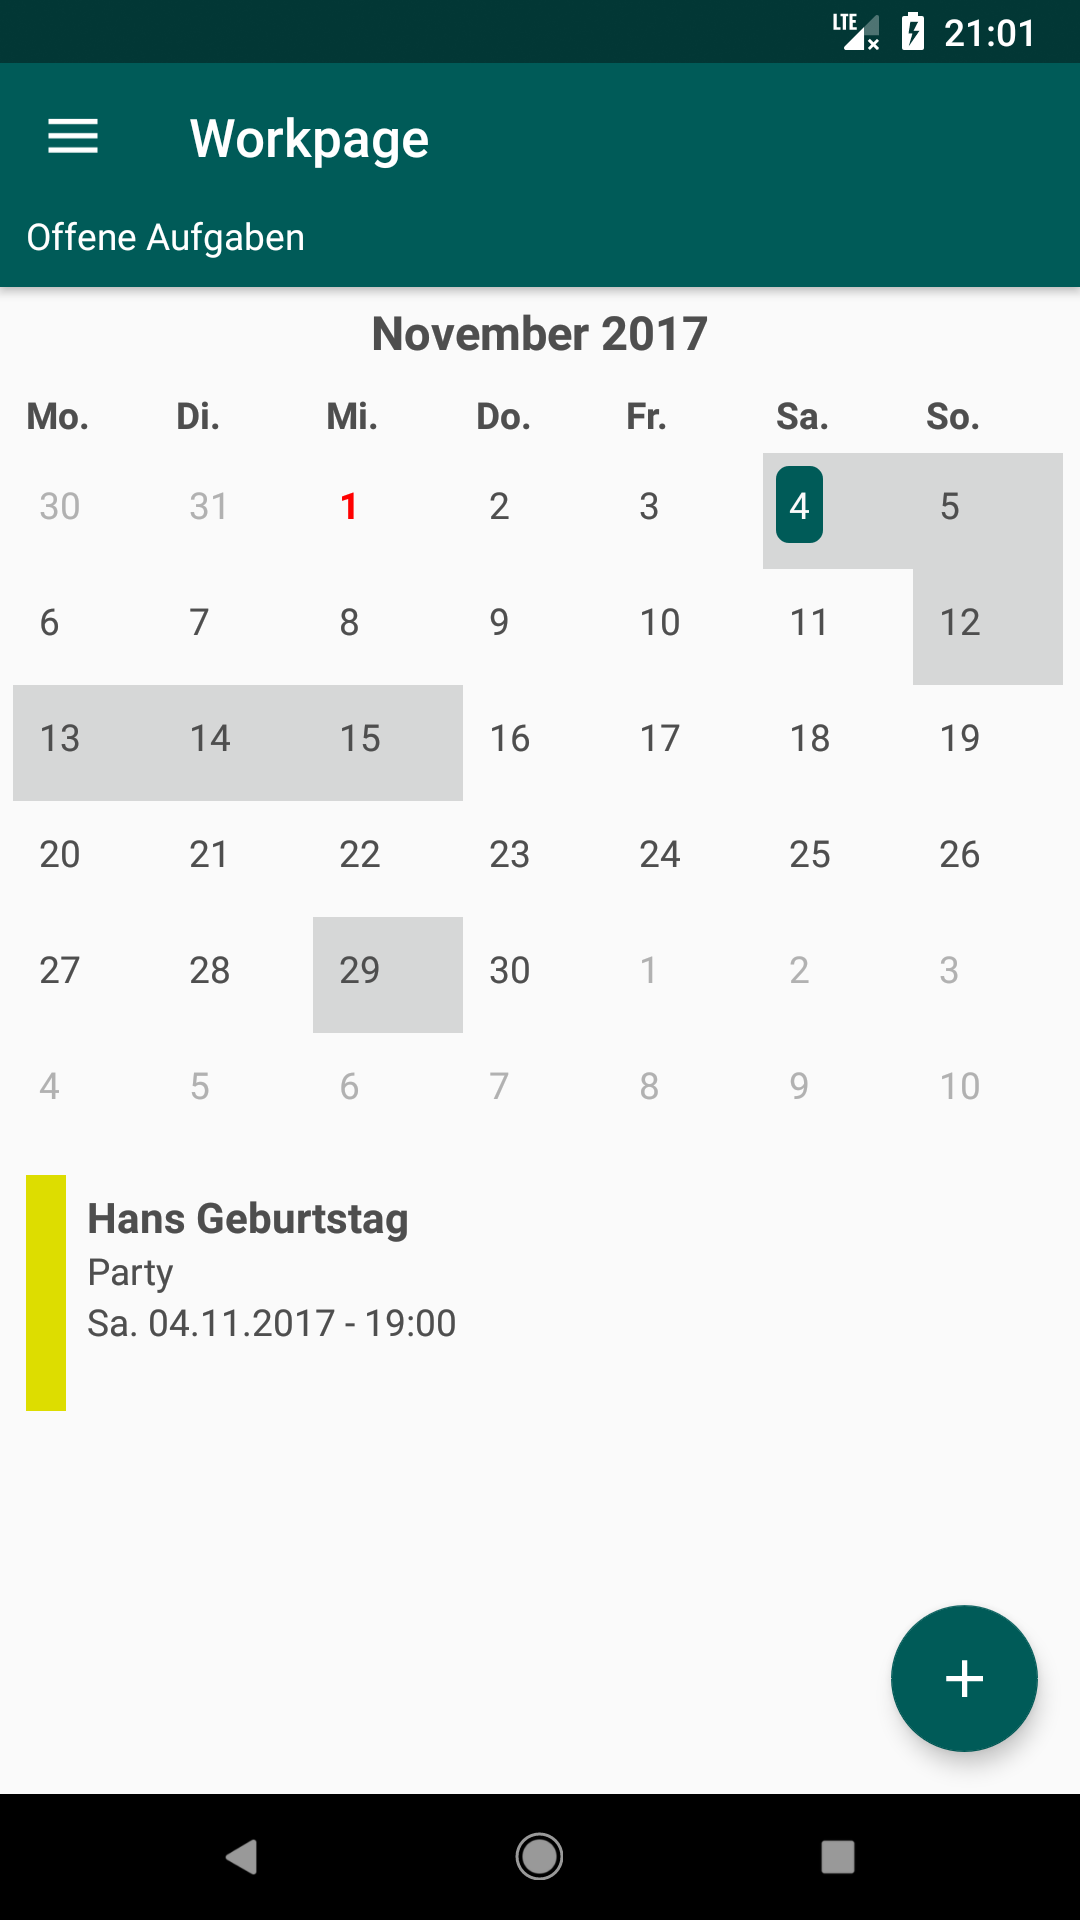 LTE 21:01
Workpage
Offene Aufgaben
November 2017
Mo. Di. Mi. Do. Fr. Sa. So.
30 31 1 2 3 4 5
6 7 8 9 10 11 12
13 14 15 16 17 18 19
20 21 22 23 24 25 26
27 28 29 30 1 2 3
4 5 6 7 8 9 10
Hans Geburtstag
Party
Sa. 04.11.2017 - 19:00